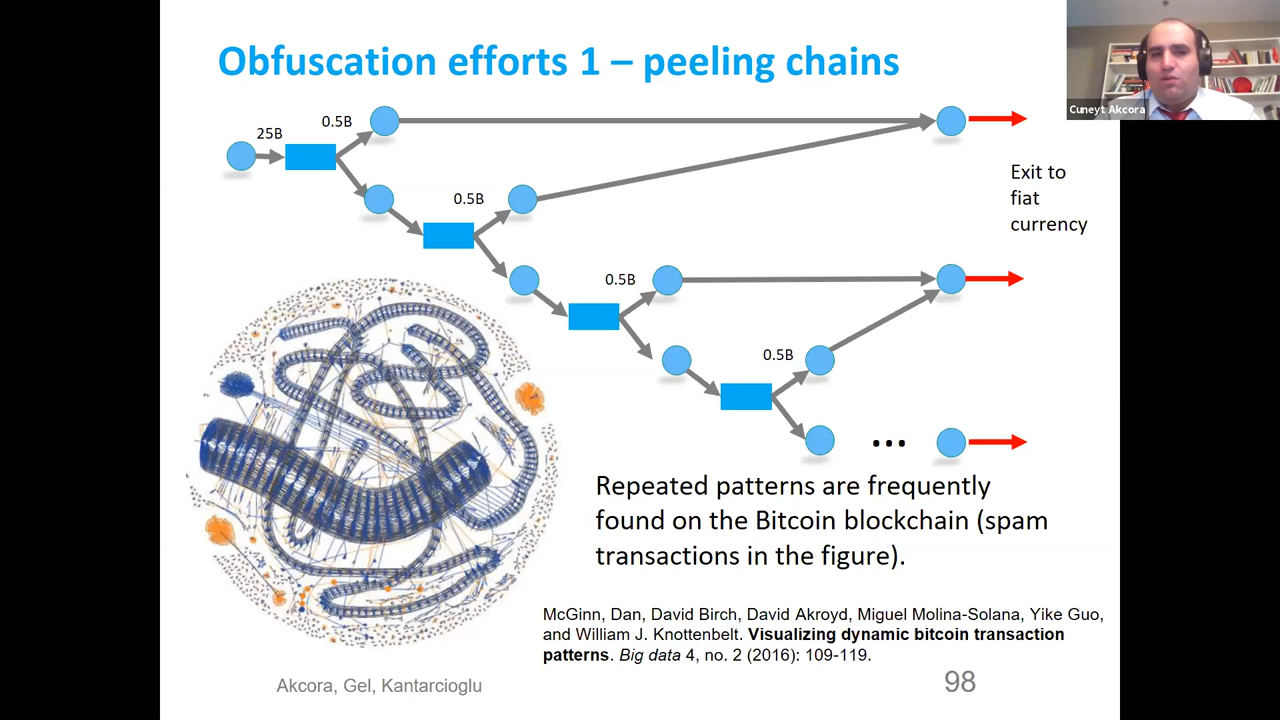 Obfuscation efforts 1 – peeling chains
Cuneyt Akcora
25B
0.5B
0.5B
0.5B
0.5B
Exit to
fiat
currency
...
Repeated patterns are frequently
found on the Bitcoin blockchain (spam
transactions in the figure).
McGinn, Dan, David Birch, David Akroyd, Miguel Molina-Solana, Yike Guo,
and William J. Knottenbelt. Visualizing dynamic bitcoin transaction
patterns. Big data 4, no. 2 (2016): 109-119.
Akcora, Gel, Kantarcioglu
98